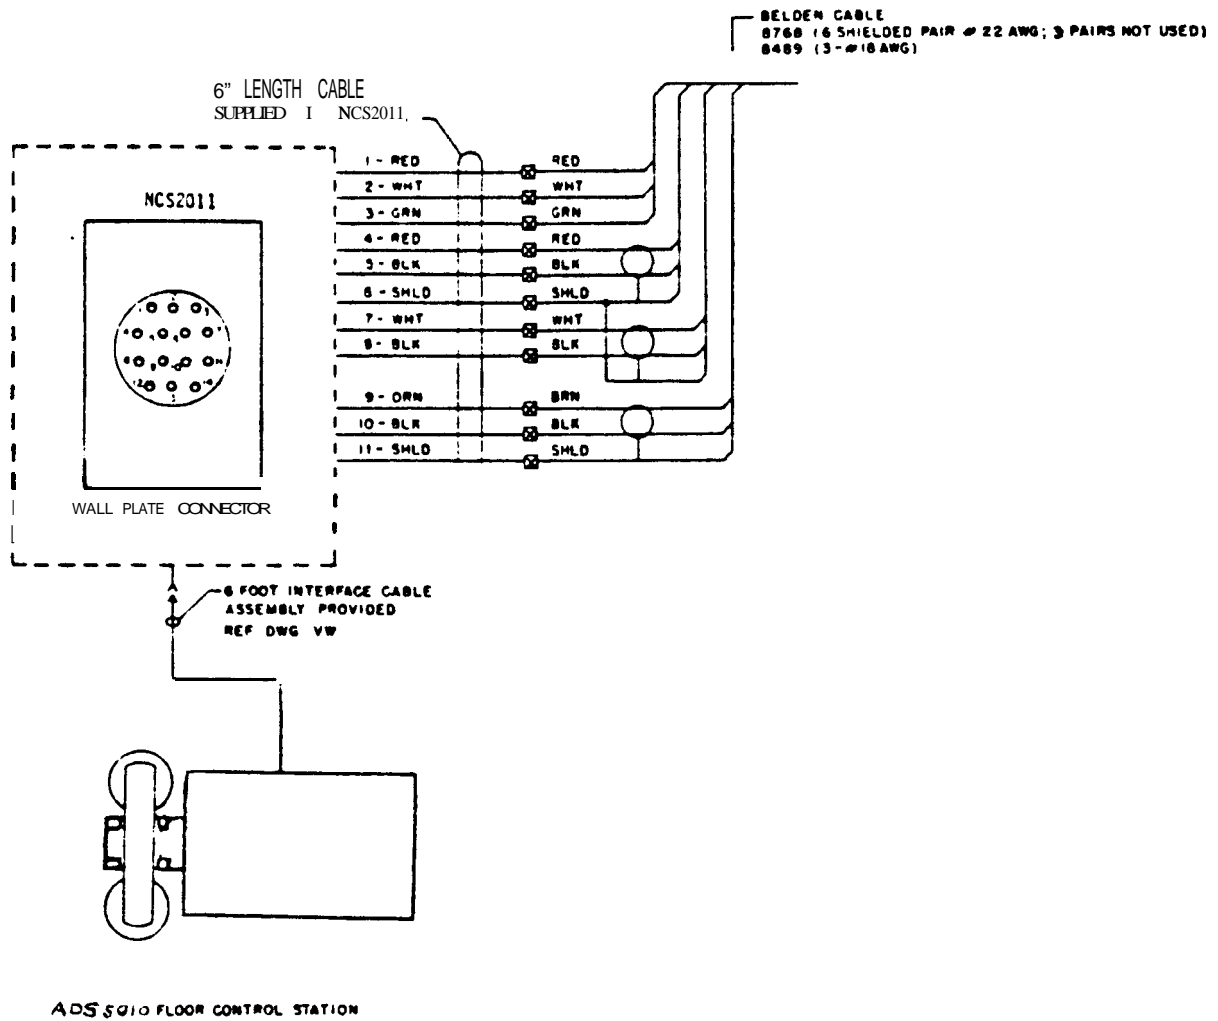 BELDEN CABLE
8768 (6 SHIELDED PAIR # 22 AWG; 3 PAIRS NOT USED)
8489 (3-#18 AWG)
6" LENGTH CABLE
SUPPLIED I NCS2011,
NCS2011
1 - RED RED
2 - WHT WHT
3 - GRN GRN
4 - RED RED
5 - BLK BLK
6 - SHLD SHLD
7 - WHT WHT
8 - BLK BLK
9 - ORN BRN
10 - BLK BLK
11 - SHLD SHLD
WALL PLATE CONNECTOR
6 FOOT INTERFACE CABLE
ASSEMBLY PROVIDED
REF DWG VW
FLOOR CONTROL STATION